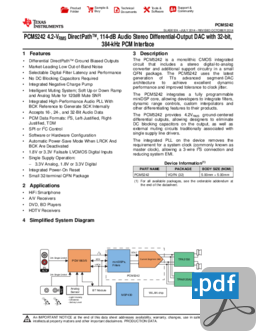 Product Folder
Sample & Buy
Technical Documents
Tools & Software
Support & Community
TEXAS INSTRUMENTS
PCM5242
PCM5242 4.2-VRMS DirectPath™, 114-dB Audio Stereo Differential-Output DAC with 32-bit,
384-kHz PCM Interface
1 Features
• Differential DirectPath™ Ground Biased Outputs
• Market-Leading Low Out of Band Noise
• Selectable Digital Filter Latency and Performance
• No DC Blocking Capacitors Required
• Integrated Negative Charge Pump
• Intelligent Muting System; Soft Up or Down Ramp
and Analog Mute for 120dB Mute SNR
• Integrated High Performance Audio PLL With
BCK Reference to Generate SCK Internally
• Accepts 16-, 24-, and 32-Bit Audio Data
• PCM Data Formats: I²S, Left-Justified, Right-
Justified, TDM
• SPI or I²C Control
• Software or Hardware Configuration
• Automatic Power Save Mode When LRCK And
BCK Are Deactivated
• 1.8V or 3.3V Failsafe LVCMOS Digital Inputs
• Single Supply Operation
– 3.3V Analog, 1.8V or 3.3V Digital
• Integrated Power-On Reset
• Small 32-terminal QFN Package
2 Applications
• HiFi Smartphone
• A/V Receivers
• DVD, BD Players
• HDTV Receivers
3 Description
The PCM5242 is a monolithic CMOS integrated
circuit that includes a stereo digital-to-analog
converter and additional support circuitry in a small
QFN package. The PCM5242 uses the latest
generation of TI's advanced segment-DAC
architecture to achieve excellent dynamic
performance and improved tolerance to clock jitter.
The PCM5242 integrates a fully programmable
miniDSP core, allowing developers to integrate filters,
dynamic range controls, custom interpolators and
other differentiating features to their products.
The PCM5242 provides 4.2VRMS ground centered
differential outputs, allowing designers to eliminate
DC blocking capacitors on the output, as well as
external muting circuits traditionally associated with
single supply line drivers.
The integrated PLL on the device removes the
requirement for a system clock (commonly known as
master clock), allowing a 3-wire I²S connection and
reducing system EMI.
Device Information(1)
PART NUMBER PACKAGE BODY SIZE (NOM)
PCM5242 VQFN (32) 5.00mm × 5.00mm
(1) For all available packages, see the orderable addendum at
the end of the datasheet.
4 Simplified System Diagram
.pdf
An IMPORTANT NOTICE at the end of this data sheet addresses availability, warranty, changes, use in
intellectual property matters and other important disclaimers. PRODUCTION DATA.